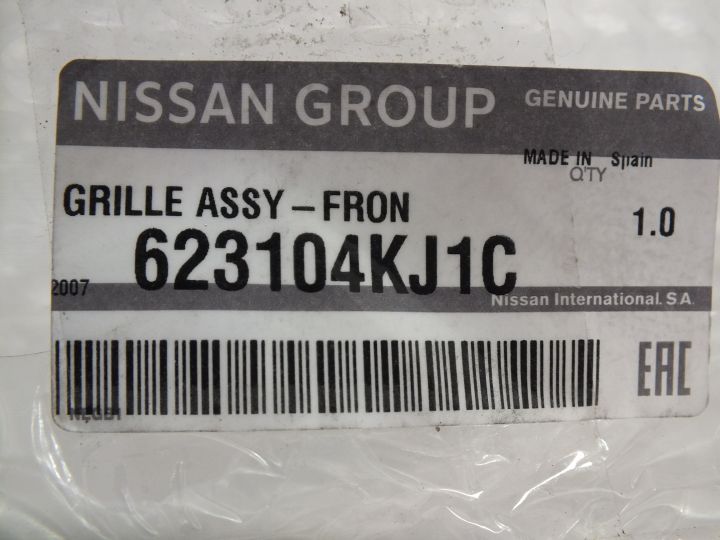 NISSAN GROUP GENUINE PARTS
MADE IN Spain
Q'TY
GRILLE ASSY – FRON 1.0
623104KJ1C
2007
Nissan International. S.A.
EAC